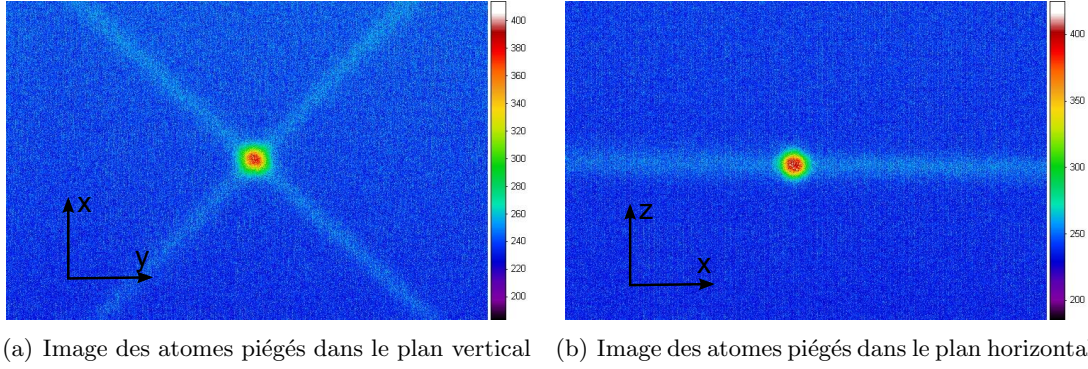 400
380
360
340
320
300
280
260
240
220
200
x
y
400
350
300
250
200
z
x
(a) Image des atomes piégés dans le plan vertical
(b) Image des atomes piégés dans le plan horizonta